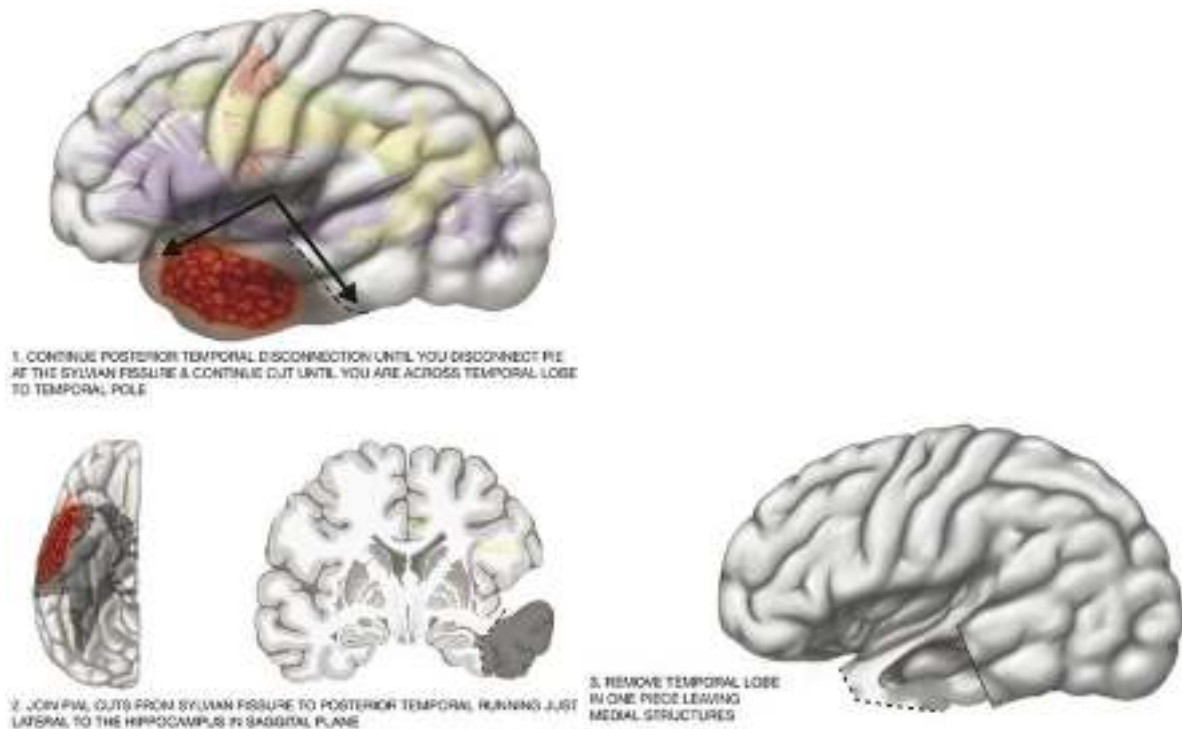 1. CONTINUE POSTERIOR TEMPORAL DISCONNECTION UNTIL YOU DISCONNECT PIE
AT THE SYLVIAN FISSURE & CONTINUE CUT UNTIL YOU ARE ACROSS TEMPORAL LOBE
TO TEMPORAL POLE
2. JOIN PIAL CUTS FROM SYLVIAN FISSURE TO POSTERIOR TEMPORAL RUNNING JUST
LATERAL TO THE HIPPOCAMPUS IN SAGGITAL PLANE
3. REMOVE TEMPORAL LOBE
IN ONE PIECE LEAVING
MEDIAL STRUCTURES